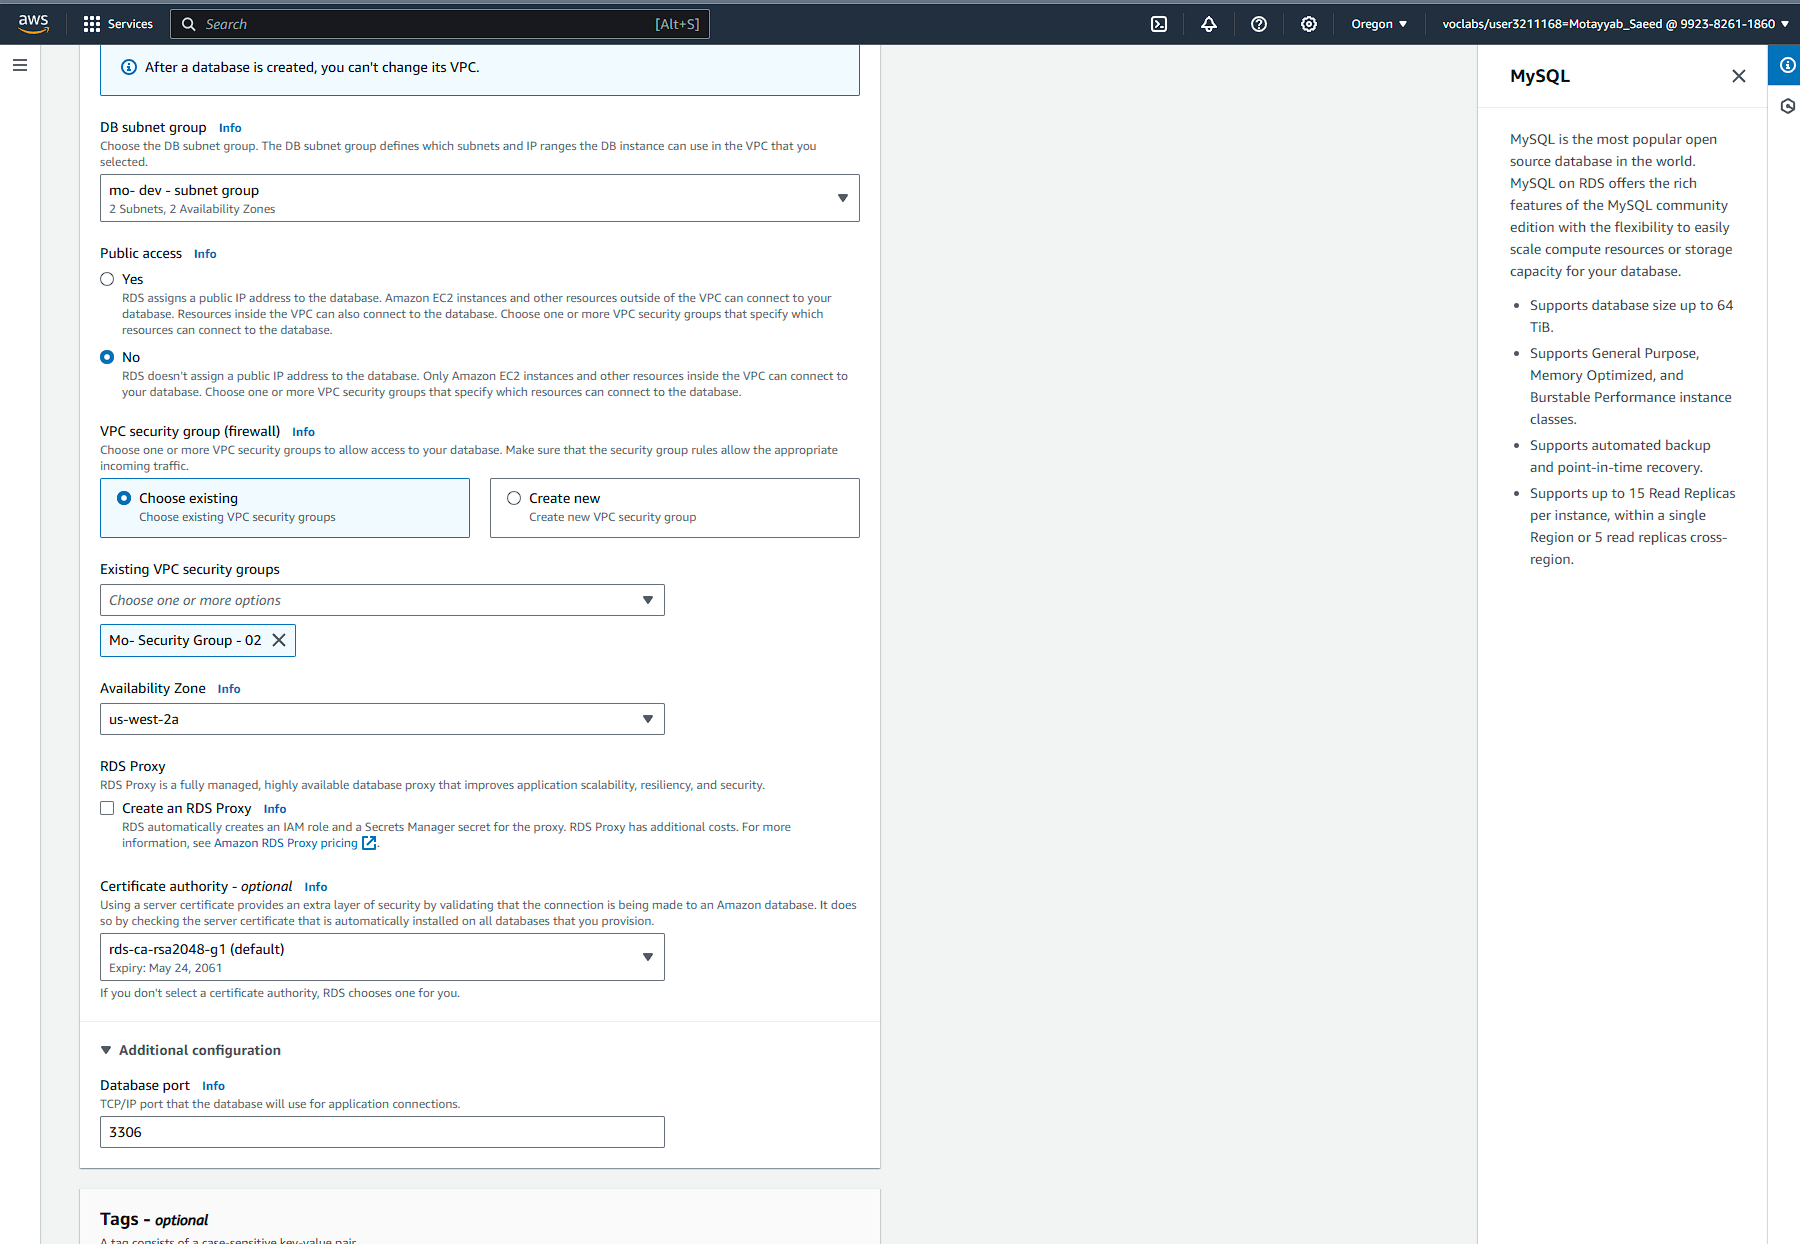 aws
Services
Search
[Alt+S]
Oregon
voclabs/user3211168=Motayyab_Saeed @ 9923-8261-1860
After a database is created, you can't change its VPC.
DB subnet group Info
Choose the DB subnet group. The DB subnet group defines which subnets and IP ranges the DB instance can use in the VPC that you
selected.
mo- dev - subnet group
2 Subnets, 2 Availability Zones
Public access Info
Yes
RDS assigns a public IP address to the database. Amazon EC2 instances and other resources outside of the VPC can connect to your
database. Resources inside the VPC can also connect to the database. Choose one or more VPC security groups that specify which
resources can connect to the database.
No
RDS doesn't assign a public IP address to the database. Only Amazon EC2 instances and other resources inside the VPC can connect to
your database. Choose one or more VPC security groups that specify which resources can connect to the database.
VPC security group (firewall) Info
Choose one or more VPC security groups to allow access to your database. Make sure that the security group rules allow the appropriate
incoming traffic.
Choose existing
Choose existing VPC security groups
Create new
Create new VPC security group
Existing VPC security groups
Choose one or more options
Mo- Security Group - 02
Availability Zone Info
us-west-2a
RDS Proxy
RDS Proxy is a fully managed, highly available database proxy that improves application scalability, resiliency, and security.
Create an RDS Proxy Info
RDS automatically creates an IAM role and a Secrets Manager secret for the proxy. RDS Proxy has additional costs. For more
information, see Amazon RDS Proxy pricing.
Certificate authority - optional Info
Using a server certificate provides an extra layer of security by validating that the connection is being made to an Amazon database. It does
so by checking the server certificate that is automatically installed on all databases that you provision.
rds-ca-rsa2048-g1 (default)
Expiry: May 24, 2061
If you don't select a certificate authority, RDS chooses one for you.
Additional configuration
Database port Info
TCP/IP port that the database will use for application connections.
3306
Tags - optional
A tag consists of a case-sensitive key-value pair.
MySQL
MySQL is the most popular open
source database in the world.
MySQL on RDS offers the rich
features of the MySQL community
edition with the flexibility to easily
scale compute resources or storage
capacity for your database.
• Supports database size up to 64
TiB.
• Supports General Purpose,
Memory Optimized, and
Burstable Performance instance
classes.
• Supports automated backup
and point-in-time recovery.
• Supports up to 15 Read Replicas
per instance, within a single
Region or 5 read replicas cross-
region.